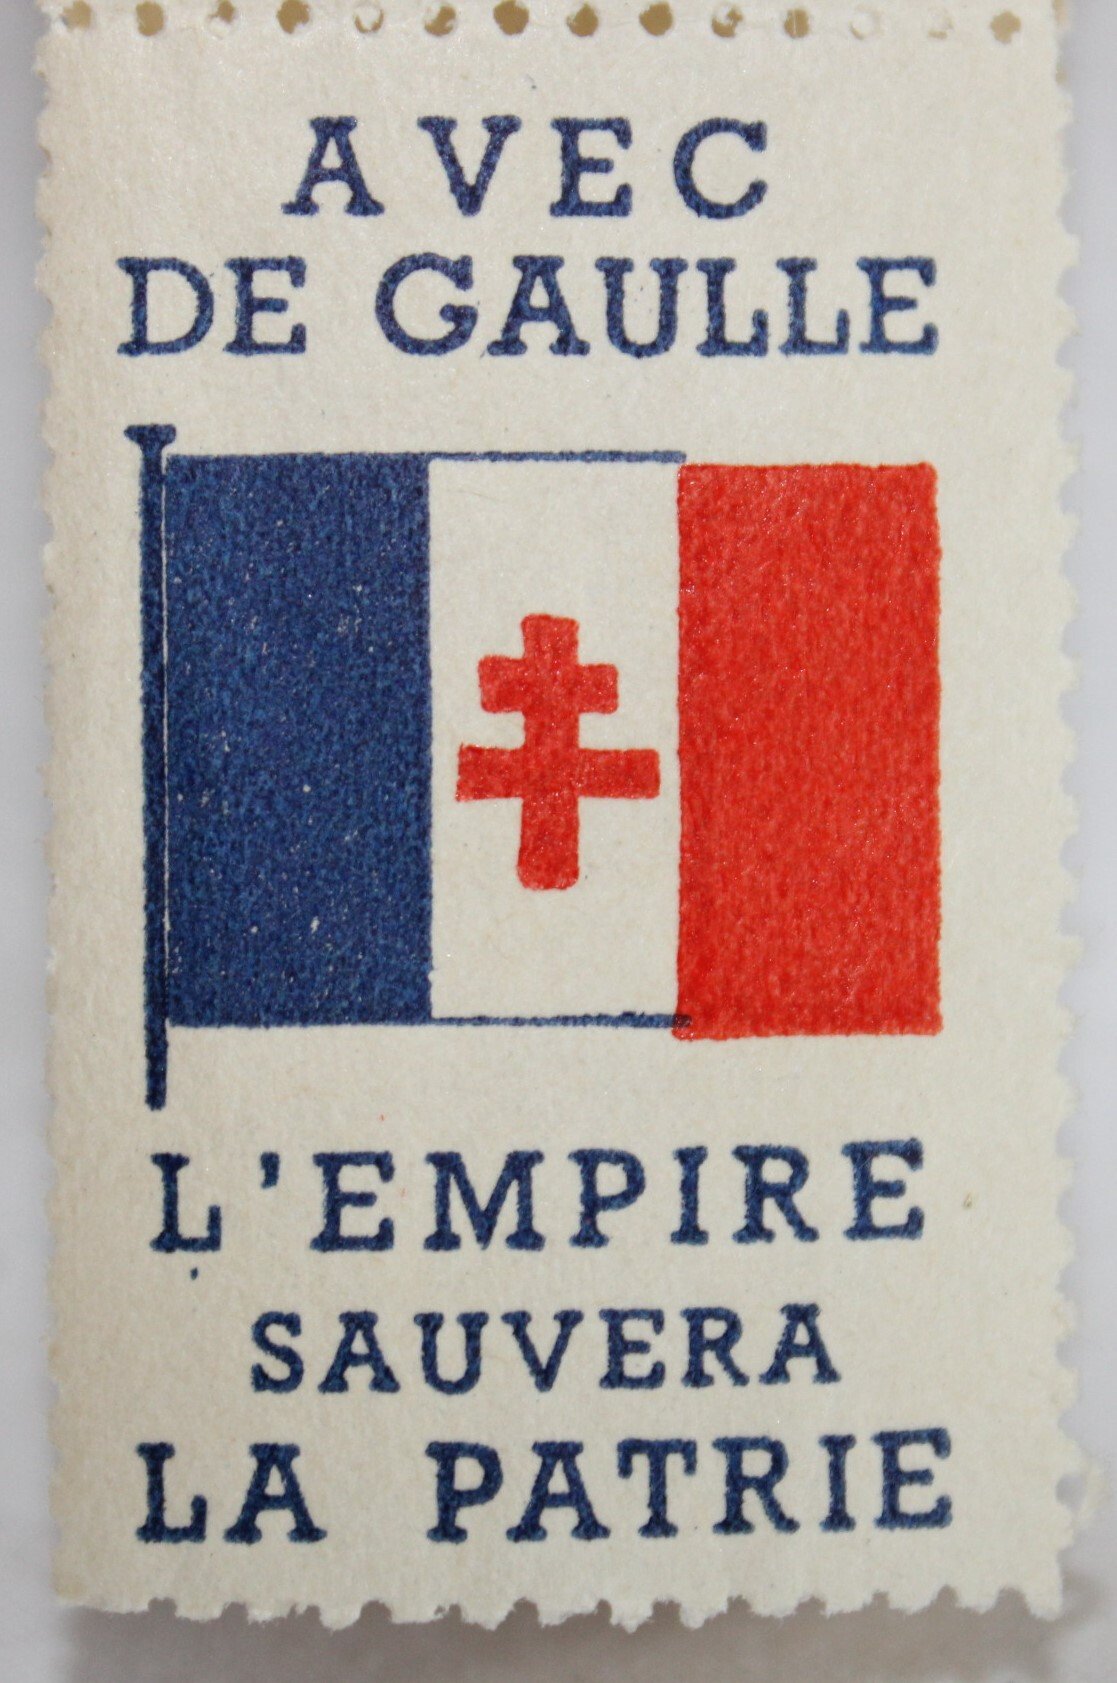 AVEC
DE GAULLE
L'EMPIRE
SAUVERA
LA PATRIE